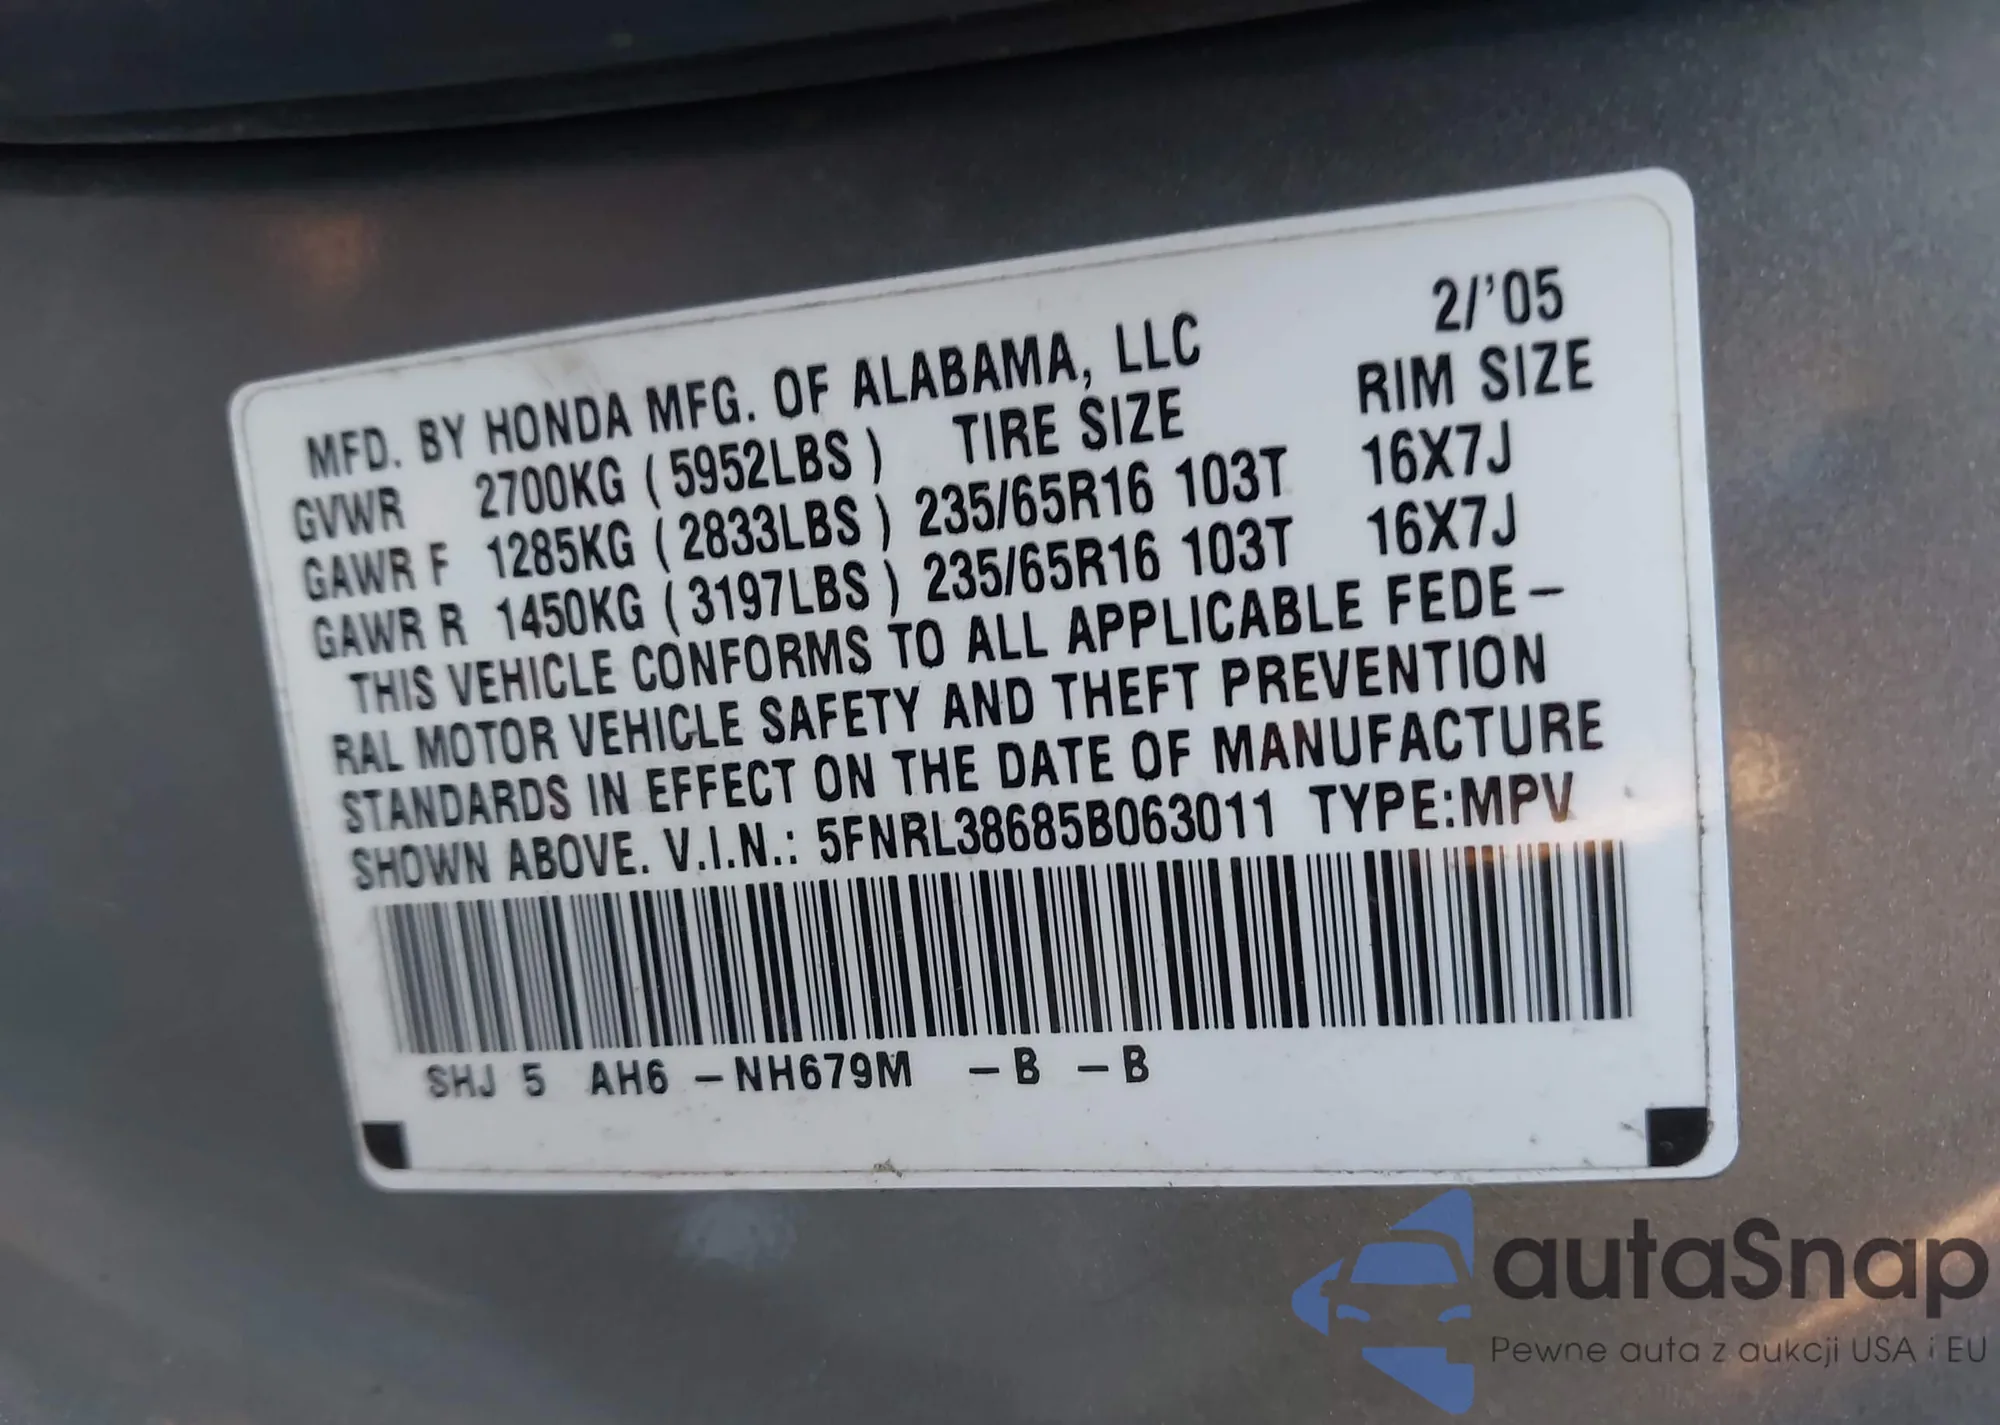 MFD. BY HONDA MFG. OF ALABAMA, LLC 2/'05
GVWR 2700KG ( 5952LBS ) TIRE SIZE RIM SIZE
GAWR F 1285KG ( 2833LBS ) 235/65R16 103T 16X7J
GAWR R 1450KG ( 3197LBS ) 235/65R16 103T 16X7J
THIS VEHICLE CONFORMS TO ALL APPLICABLE FEDE–
RAL MOTOR VEHICLE SAFETY AND THEFT PREVENTION
STANDARDS IN EFFECT ON THE DATE OF MANUFACTURE
SHOWN ABOVE. V.I.N.: 5FNRL38685B063011 TYPE:MPV
SHJ 5 AH6 –NH679M –B –B
autaSnap
Pewne auta z aukcji USA i EU